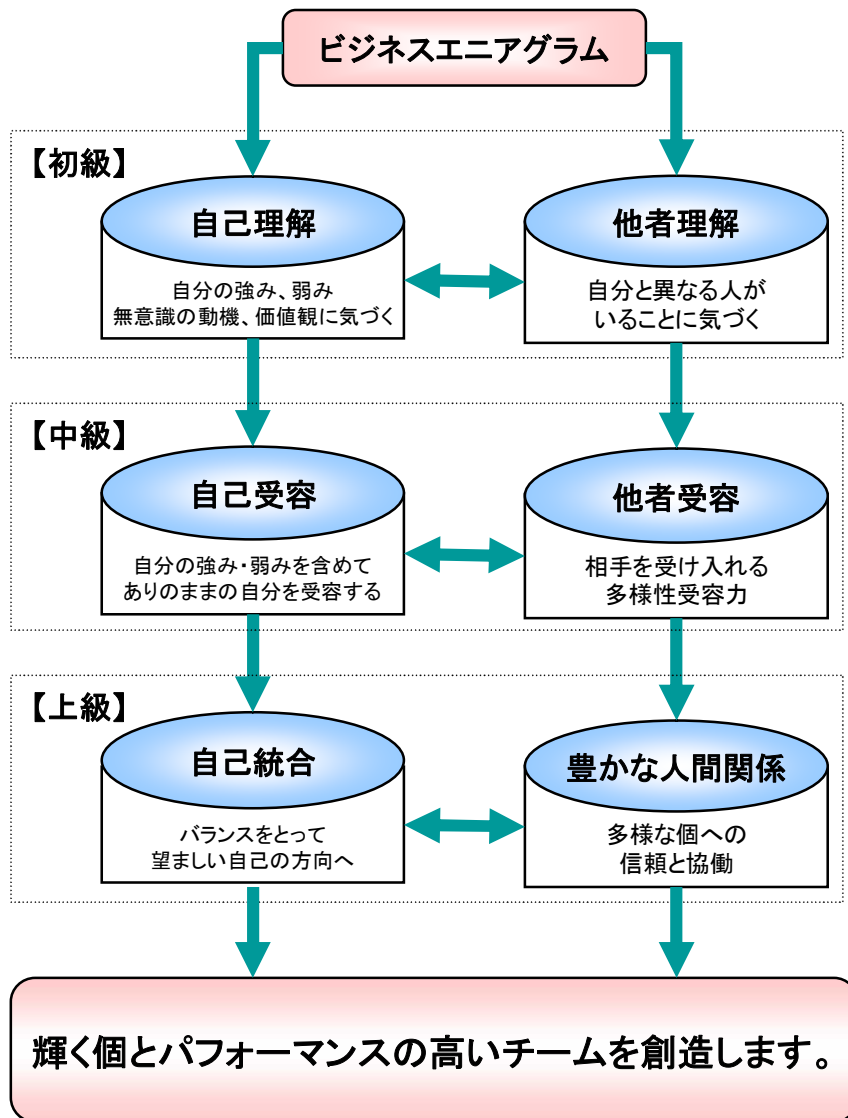 ビジネスエニアグラム
【初級】
自己理解
自分の強み、弱み
無意識の動機、価値観に気づく
他者理解
自分と異なる人が
いることに気づく
【中級】
自己受容
自分の強み・弱みを含めて
ありのままの自分を受容する
他者受容
相手を受け入れる
多様性受容力
【上級】
自己統合
バランスをとって
望ましい自己の方向へ
豊かな人間関係
多様な個への
信頼と協働
輝く個とパフォーマンスの高いチームを創造します。